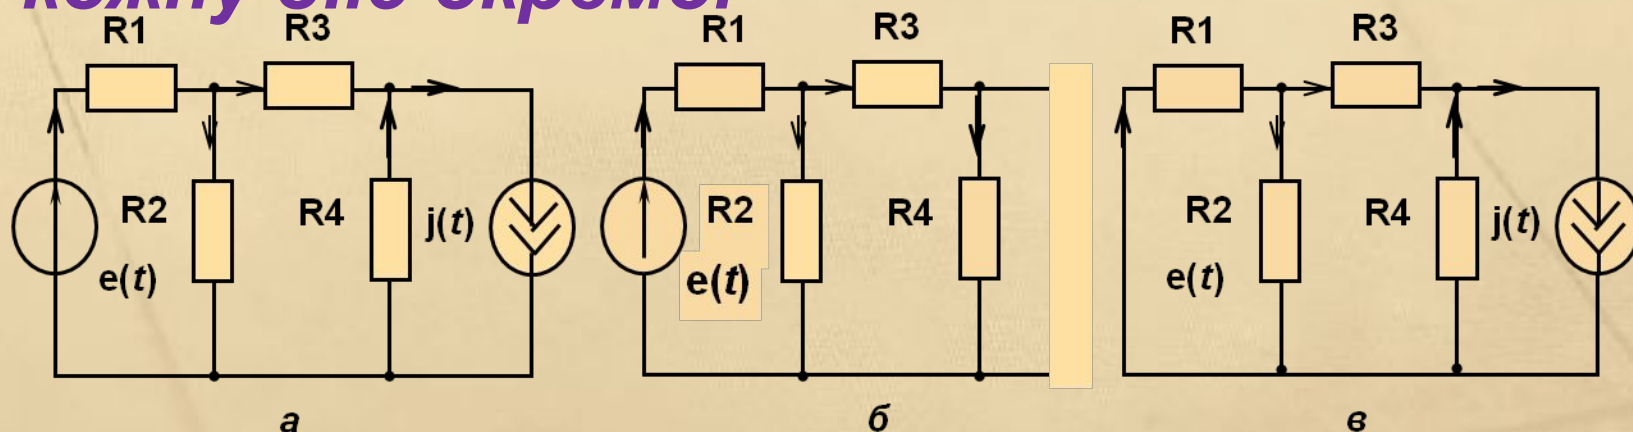 R1 R3
R2 R4 j(t)
e(t)
а
R1 R3
R2 R4
e(t)
б
R1 R3
R2 R4 j(t)
e(t)
в